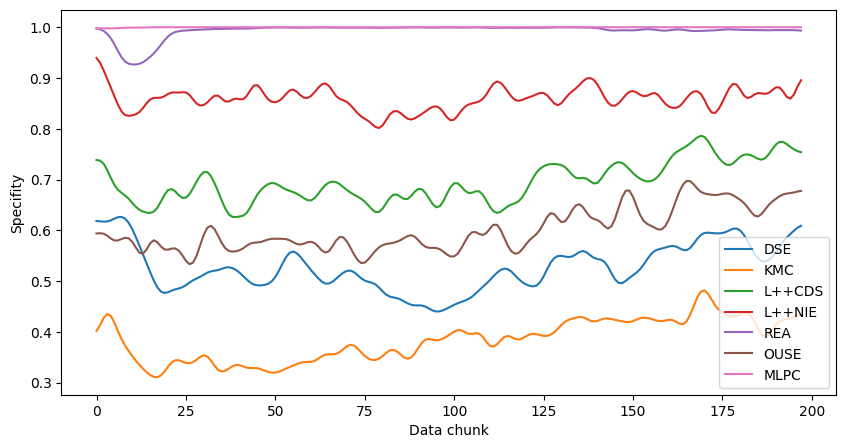 1.0
0.9
0.8
0.7
0.6
0.5
0.4
0.3
Specifity
0
25
50
75
100
125
150
175
200
Data chunk
DSE
KMC
L++CDS
L++NIE
REA
OUSE
MLPC